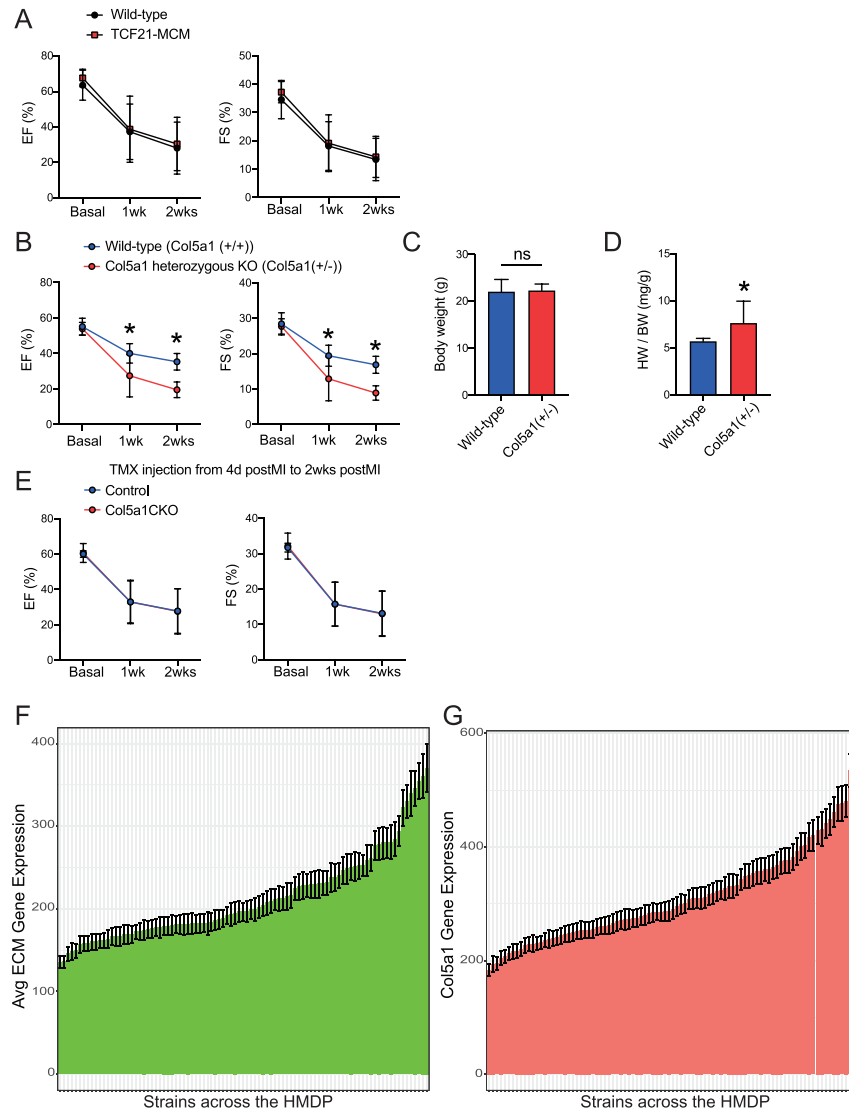 A
Wild-type
TCF21-MCM
80
60
40
20
0
EF (%)
Basal
1wk
2wks
50
40
30
20
10
0
FS (%)
Basal
1wk
2wks
B
Wild-type (Col5a1 (+/+))
Col5a1 heterozygous KO (Col5a1(+/-))
80
60
40
20
0
EF (%)
*
*
Basal
1wk
2wks
40
30
20
10
0
FS (%)
*
*
Basal
1wk
2wks
C
30
20
10
0
Body weight (g)
ns
Wild-type
Col5a1(+/-)
D
15
10
5
0
HW / BW (mg/g)
*
Wild-type
Col5a1(+/-)
TMX injection from 4d postMI to 2wks postMI
E
Control
Col5a1CKO
80
60
40
20
0
EF (%)
Basal
1wk
2wks
40
30
20
10
0
FS (%)
Basal
1wk
2wks
F
400
300
200
100
0
Avg ECM Gene Expression
Strains across the HMDP
G
600
400
200
0
Col5a1 Gene Expression
Strains across the HMDP